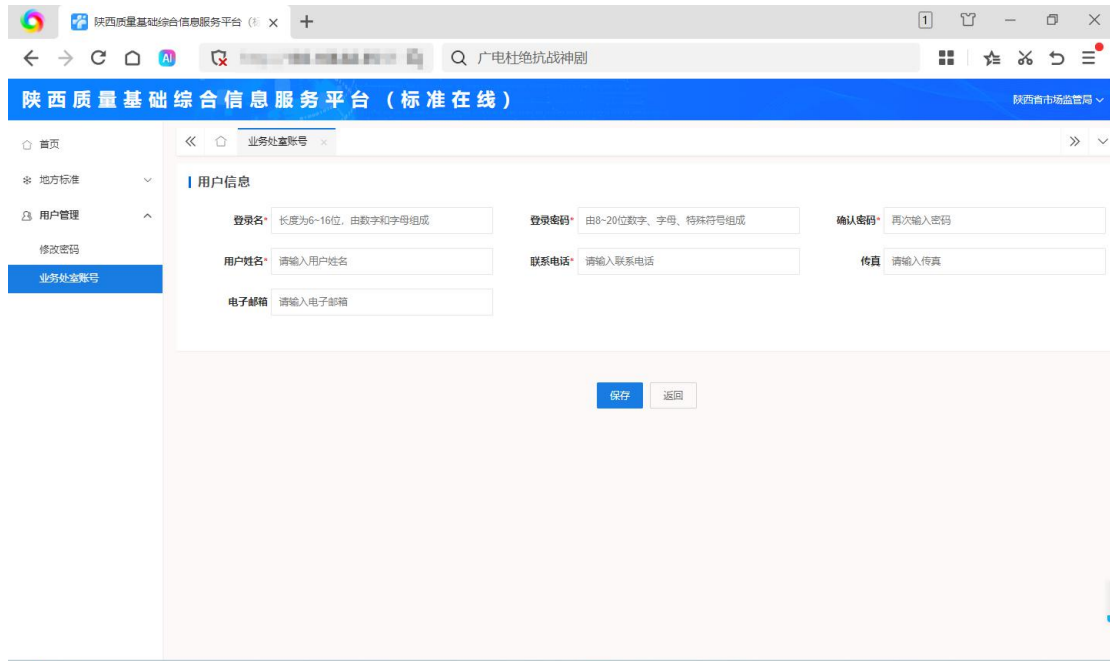 陕西质量基础综合信息服务平台（标
1
AI
广电杜绝抗战神剧
陕西质量基础综合信息服务平台（标准在线）
陕西省市场监管局
首页
业务处室账号 ×
地方标准
用户信息
用户管理
登录名* 长度为6~16位，由数字和字母组成 登录密码* 由8~20位数字、字母、特殊符号组成 确认密码* 再次输入密码
修改密码
用户姓名* 请输入用户姓名 联系电话* 请输入联系电话 传真 请输入传真
业务处室账号
电子邮箱 请输入电子邮箱
保存 返回